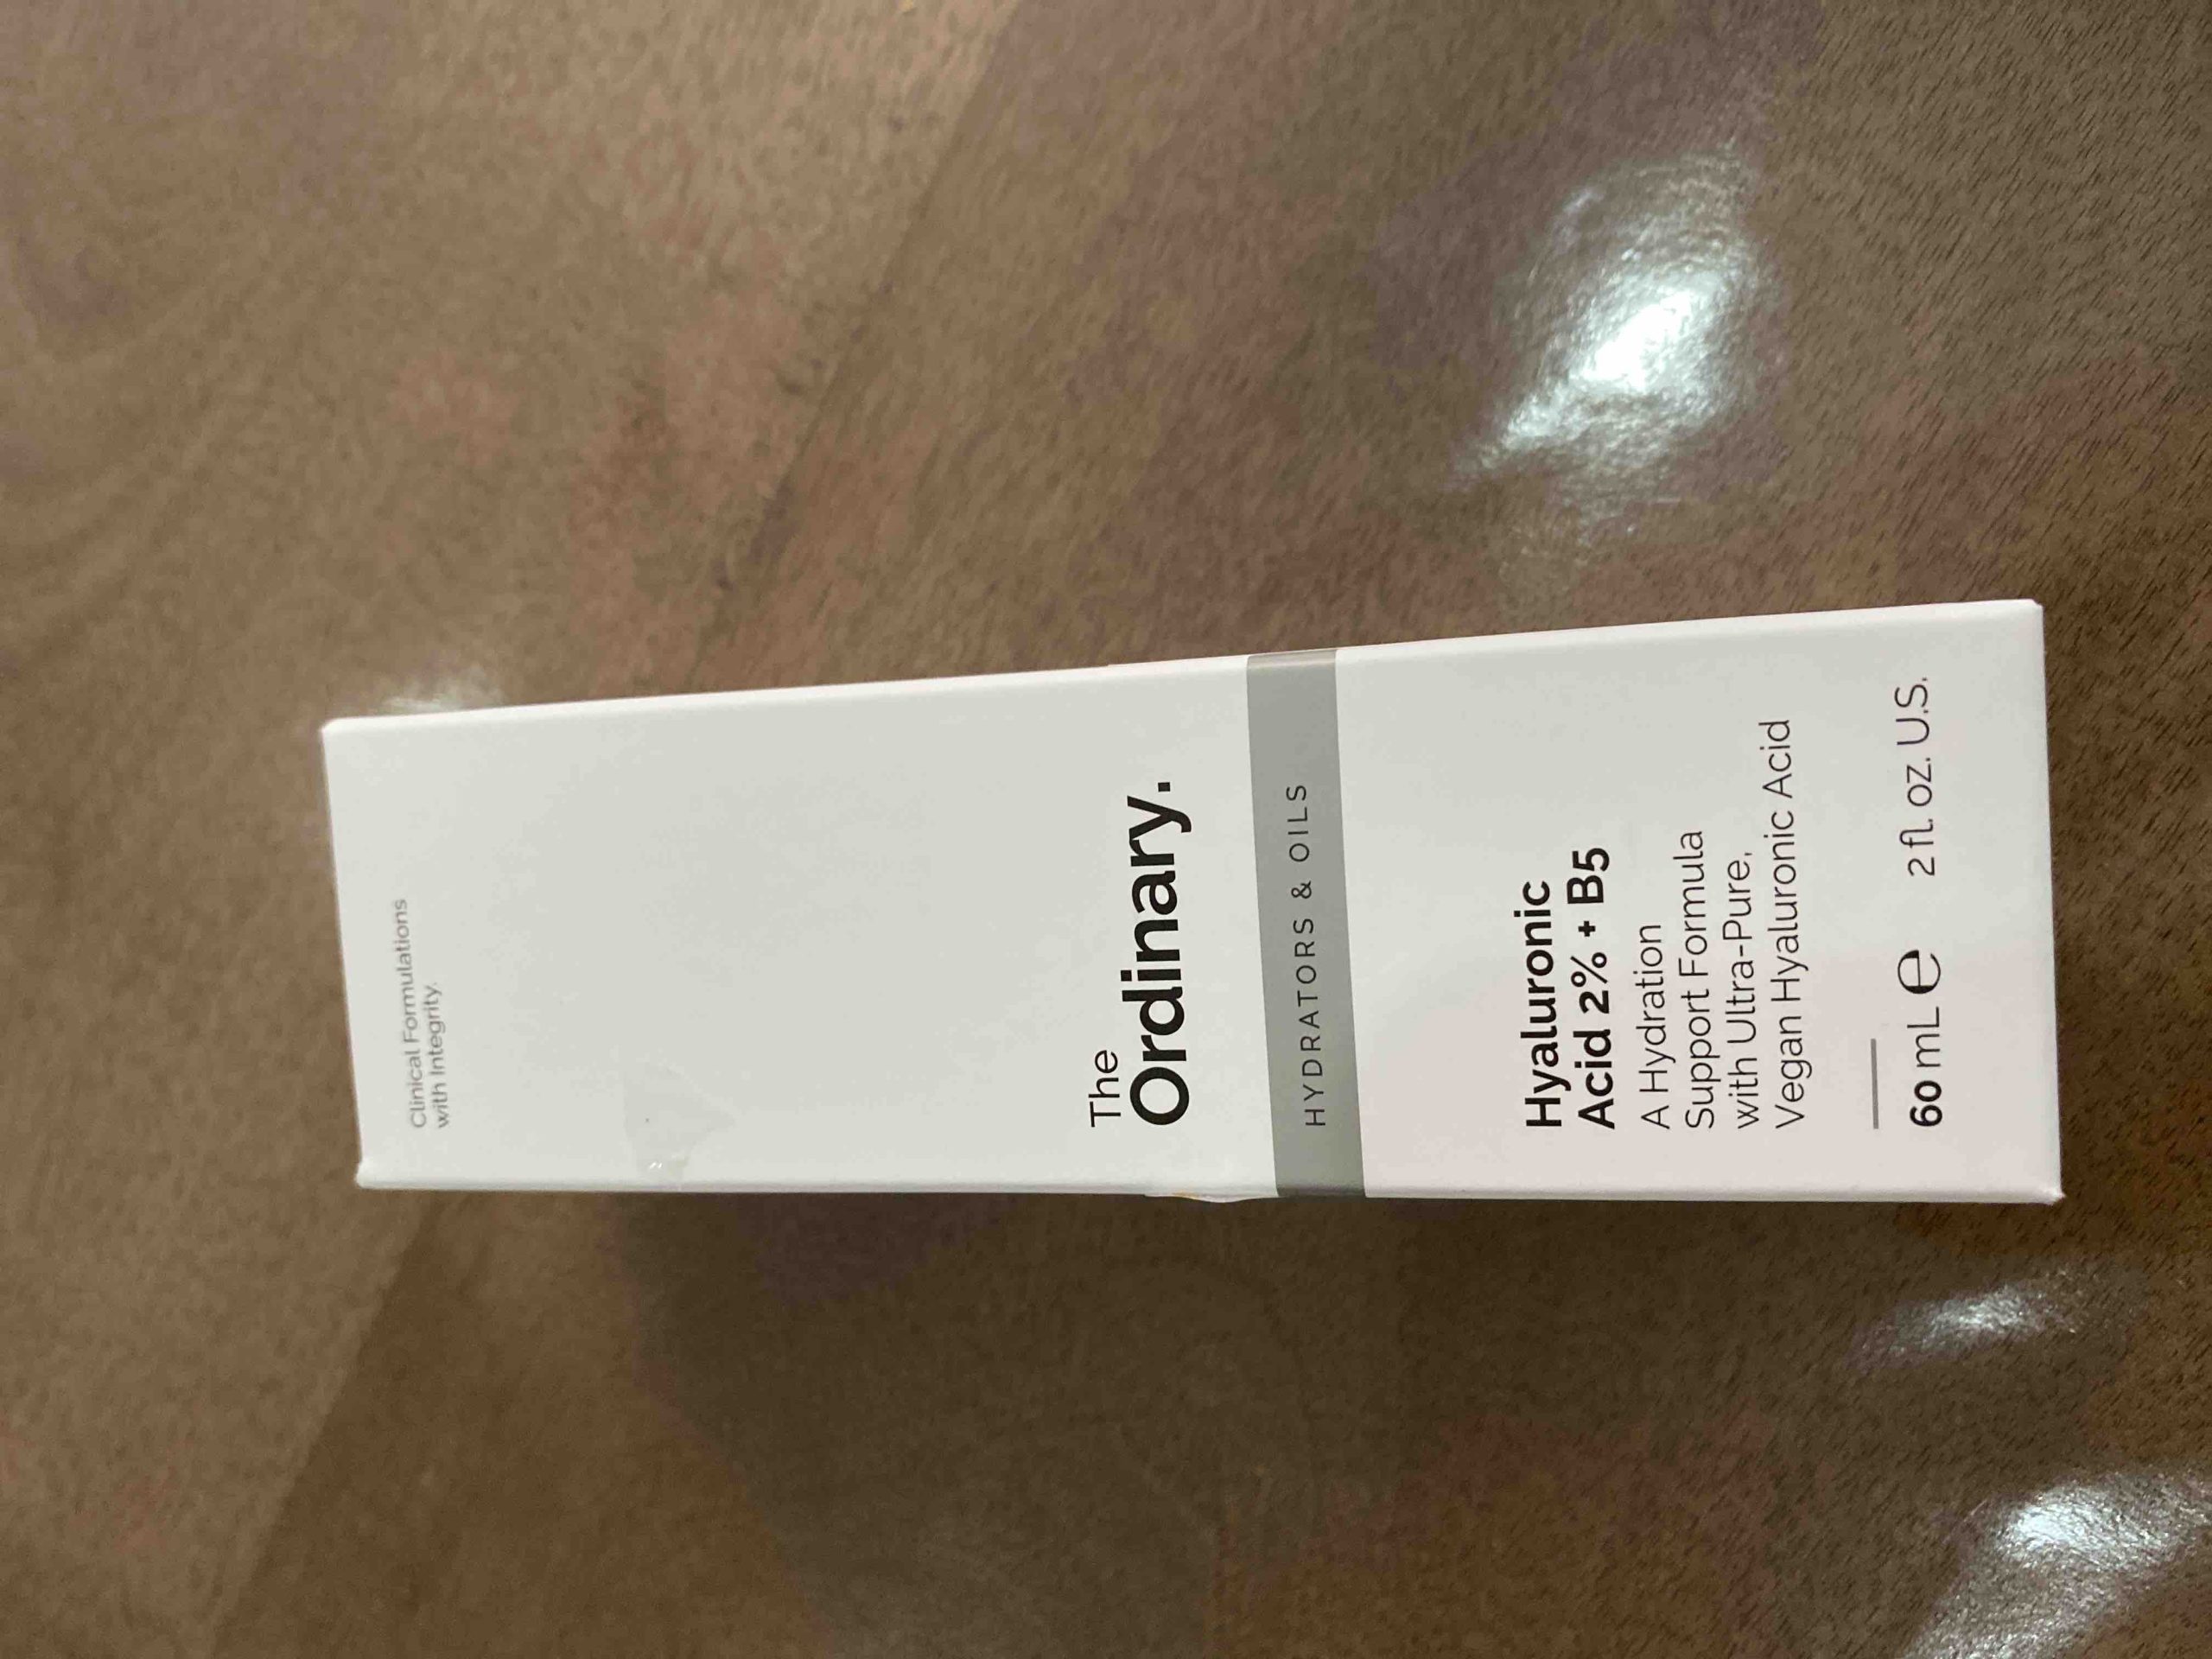 Clinical Formulations
with Integrity.
The
Ordinary.
HYDRATORS & OILS
Hyaluronic
Acid 2% + B5
A Hydration
Support Formula
with Ultra-Pure,
Vegan Hyaluronic Acid
60 mL e 2 fl. oz. U.S.